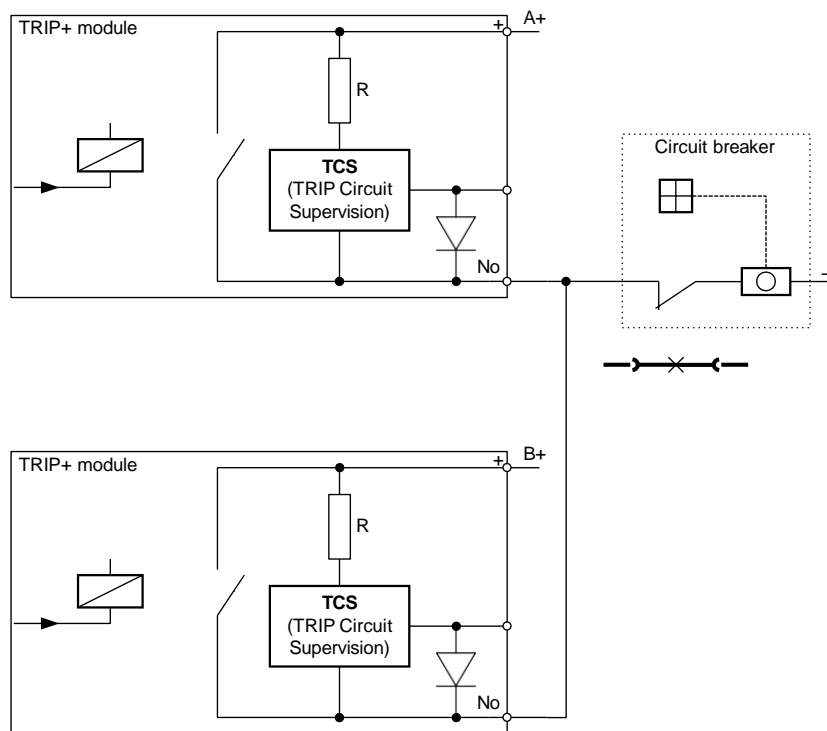 TRIP+ module
+
A+
R
TCS
(TRIP Circuit
Supervision)
No
Circuit breaker
-
TRIP+ module
+
B+
R
TCS
(TRIP Circuit
Supervision)
No